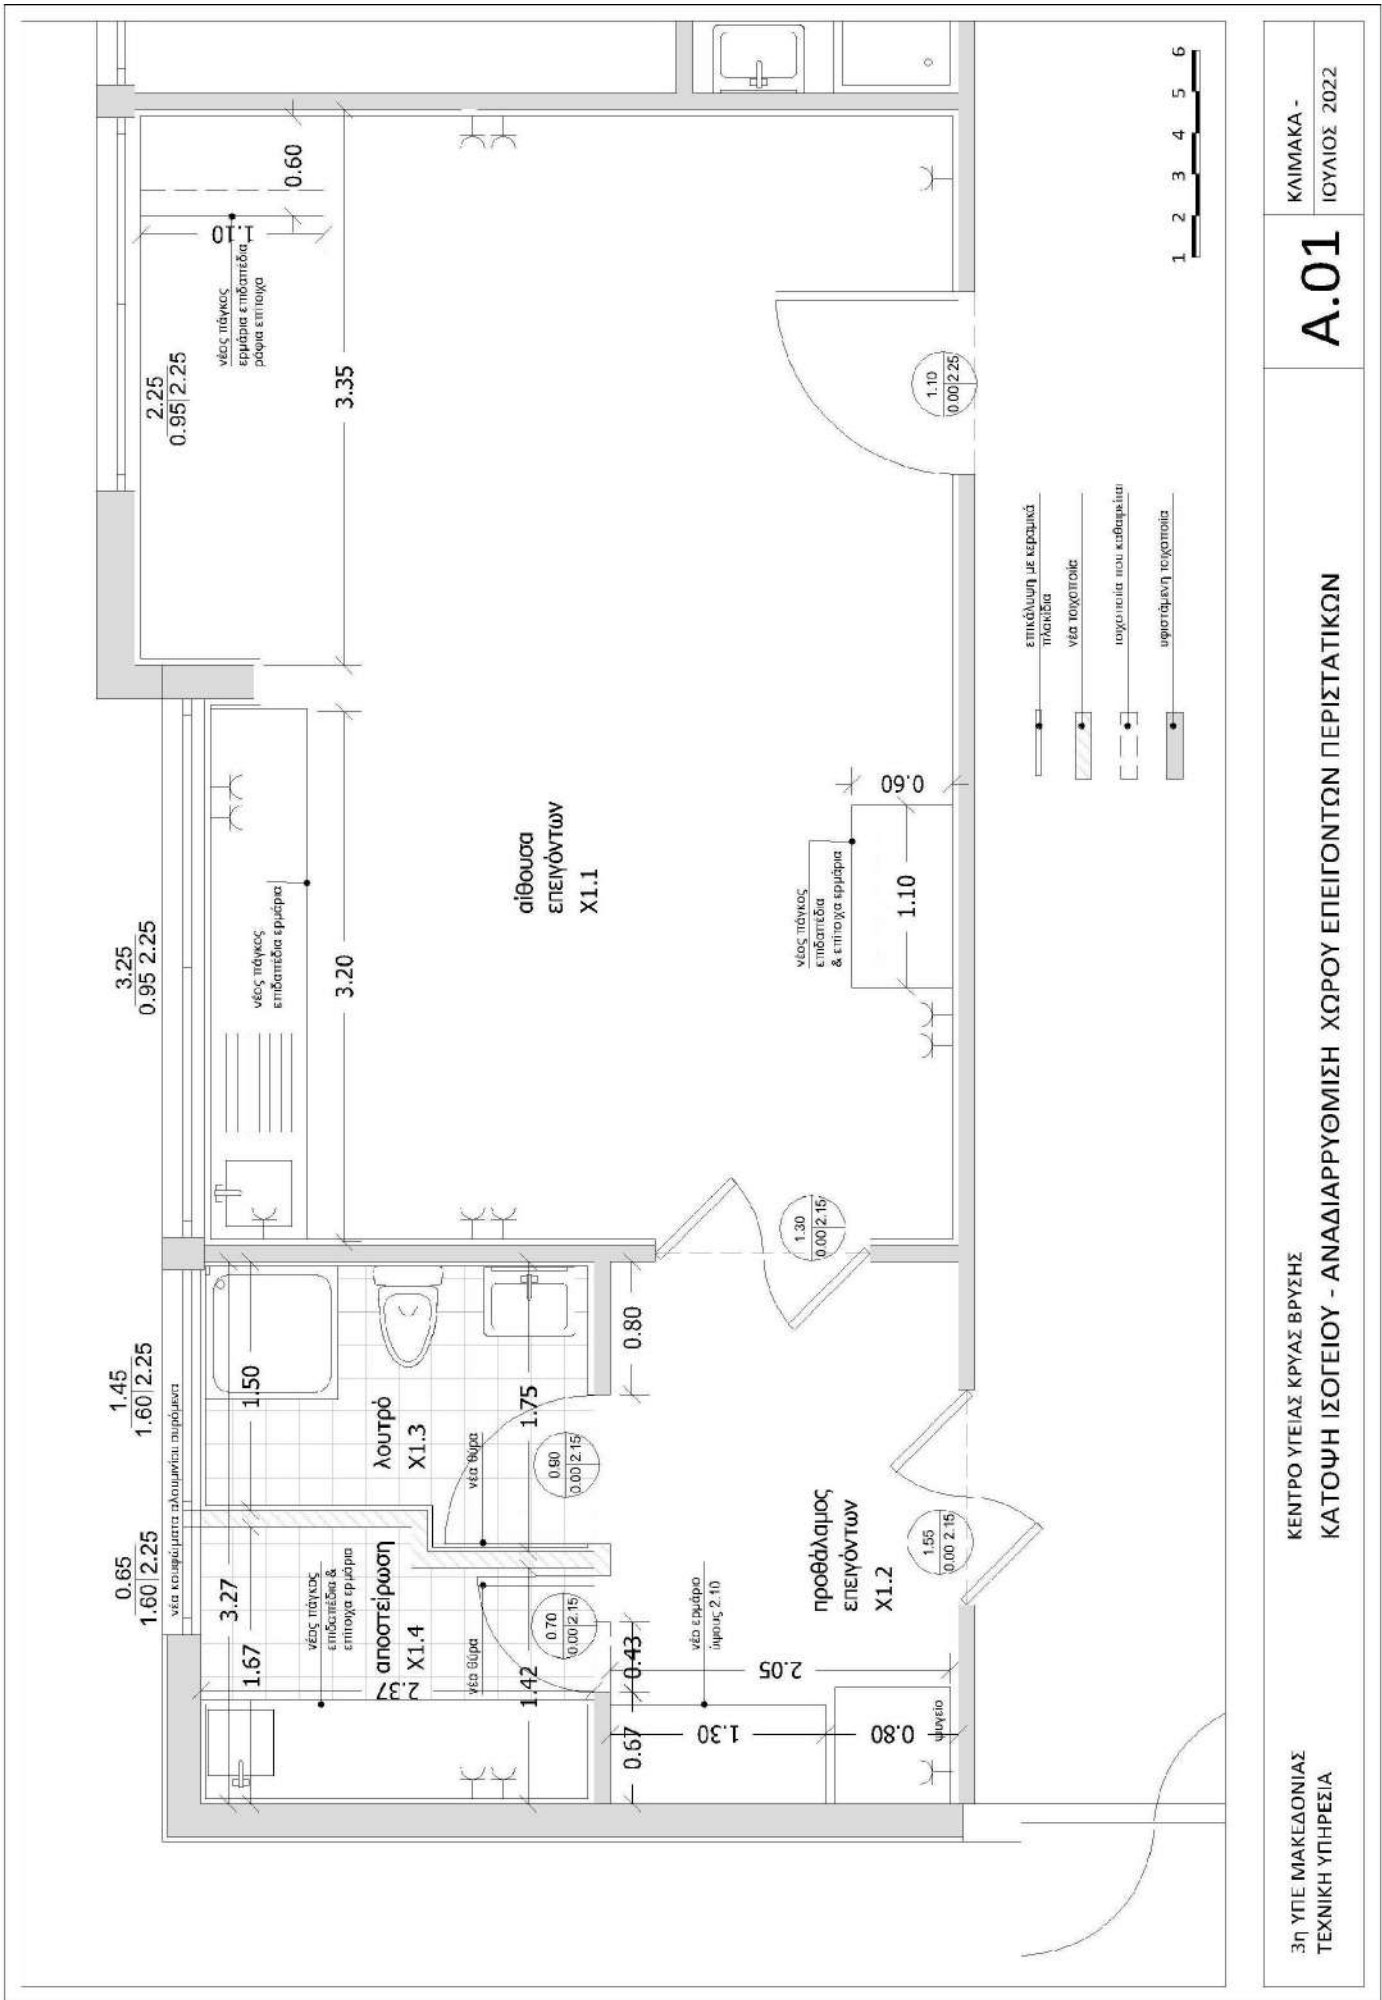 0.65
1.60 2.25
1.45
1.60 2.25
3.25
0.95 2.25
2.25
0.95 2.25
νέα κουφώματα αλουμινίου συρόμενα
3.27
1.67
1.50
νέος πάγκος
επιδαπέδια &
επίτοιχα ερμάρια
αποστείρωση
X1.4
2.37
νέα θύρα
1.42
0.70
0.00 2.15
λουτρό
X1.3
νέα θύρα
1.75
0.90
0.00 2.15
0.67
0.43
0.80
νέο ερμάριο
ύψους 2.10
1.30
0.80
2.05
ψυγείο
προθάλαμος
επειγόντων
X1.2
1.55
0.00 2.15
1.30
0.00 2.15
νέος πάγκος
επιδαπέδια ερμάρια
3.20
αίθουσα
επειγόντων
X1.1
νέος πάγκος
επιδαπέδια
& επίτοιχα ερμάρια
1.10
0.60
νέος πάγκος
ερμάρια επιδαπέδια
ράφια επίτοιχα
1.10
0.60
3.35
1.10
0.00 2.25
επικάλυψη με κεραμικά
πλακίδια
νέα τοιχοποιία
τοιχοποιία που καθαιρείται
υφιστάμενη τοιχοποιία
1 2 3 4 5 6
3η ΥΠΕ ΜΑΚΕΔΟΝΙΑΣ
ΤΕΧΝΙΚΗ ΥΠΗΡΕΣΙΑ
ΚΕΝΤΡΟ ΥΓΕΙΑΣ ΚΡΥΑΣ ΒΡΥΣΗΣ
ΚΑΤΟΨΗ ΙΣΟΓΕΙΟΥ - ΑΝΑΔΙΑΡΡΥΘΜΙΣΗ ΧΩΡΟΥ ΕΠΕΙΓΟΝΤΩΝ ΠΕΡΙΣΤΑΤΙΚΩΝ
A.01
ΚΛΙΜΑΚΑ -
ΙΟΥΛΙΟΣ 2022